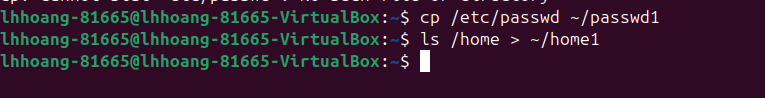 lhhoang-81665@lhhoang-81665-VirtualBox:~$ cp /etc/passwd ~/passwd1
lhhoang-81665@lhhoang-81665-VirtualBox:~$ ls /home > ~/home1
lhhoang-81665@lhhoang-81665-VirtualBox:~$